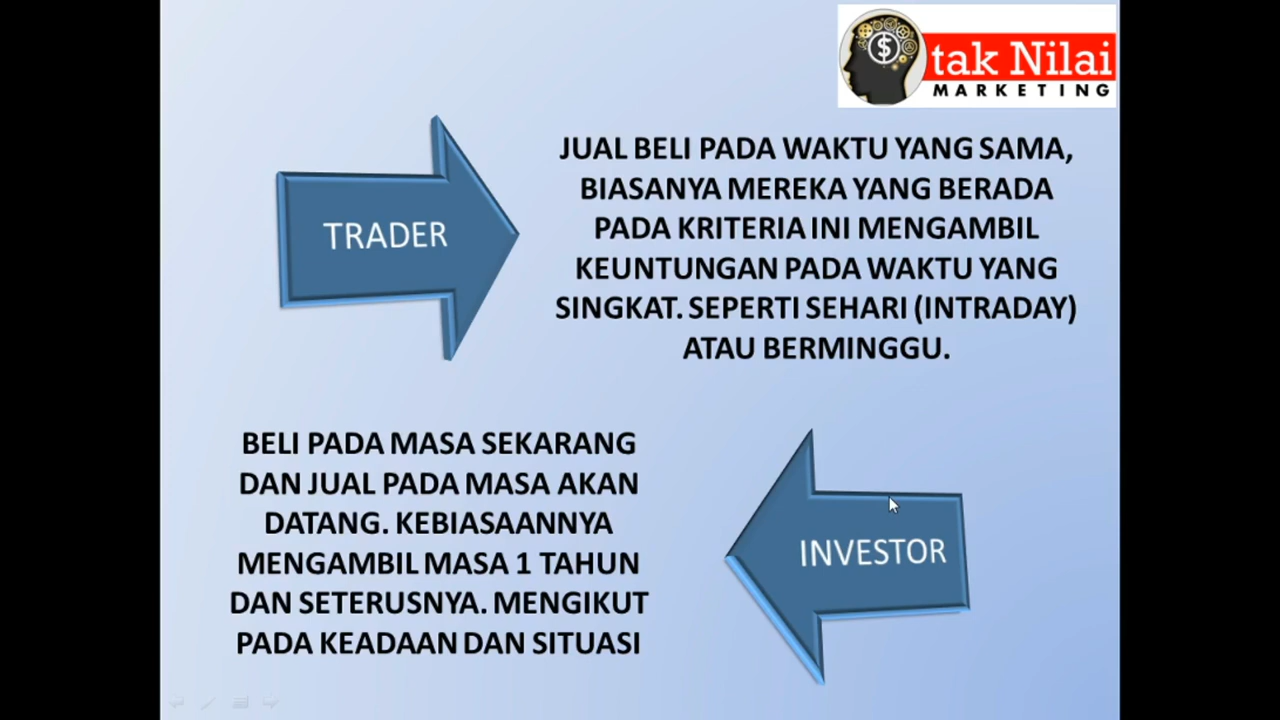 tak Nilai
MARKETING
TRADER
JUAL BELI PADA WAKTU YANG SAMA,
BIASANYA MEREKA YANG BERADA
PADA KRITERIA INI MENGAMBIL
KEUNTUNGAN PADA WAKTU YANG
SINGKAT. SEPERTI SEHARI (INTRADAY)
ATAU BERMINGGU.
BELI PADA MASA SEKARANG
DAN JUAL PADA MASA AKAN
DATANG. KEBIASAANNYA
MENGAMBIL MASA 1 TAHUN
DAN SETERUSNYA. MENGIKUT
PADA KEADAAN DAN SITUASI
INVESTOR